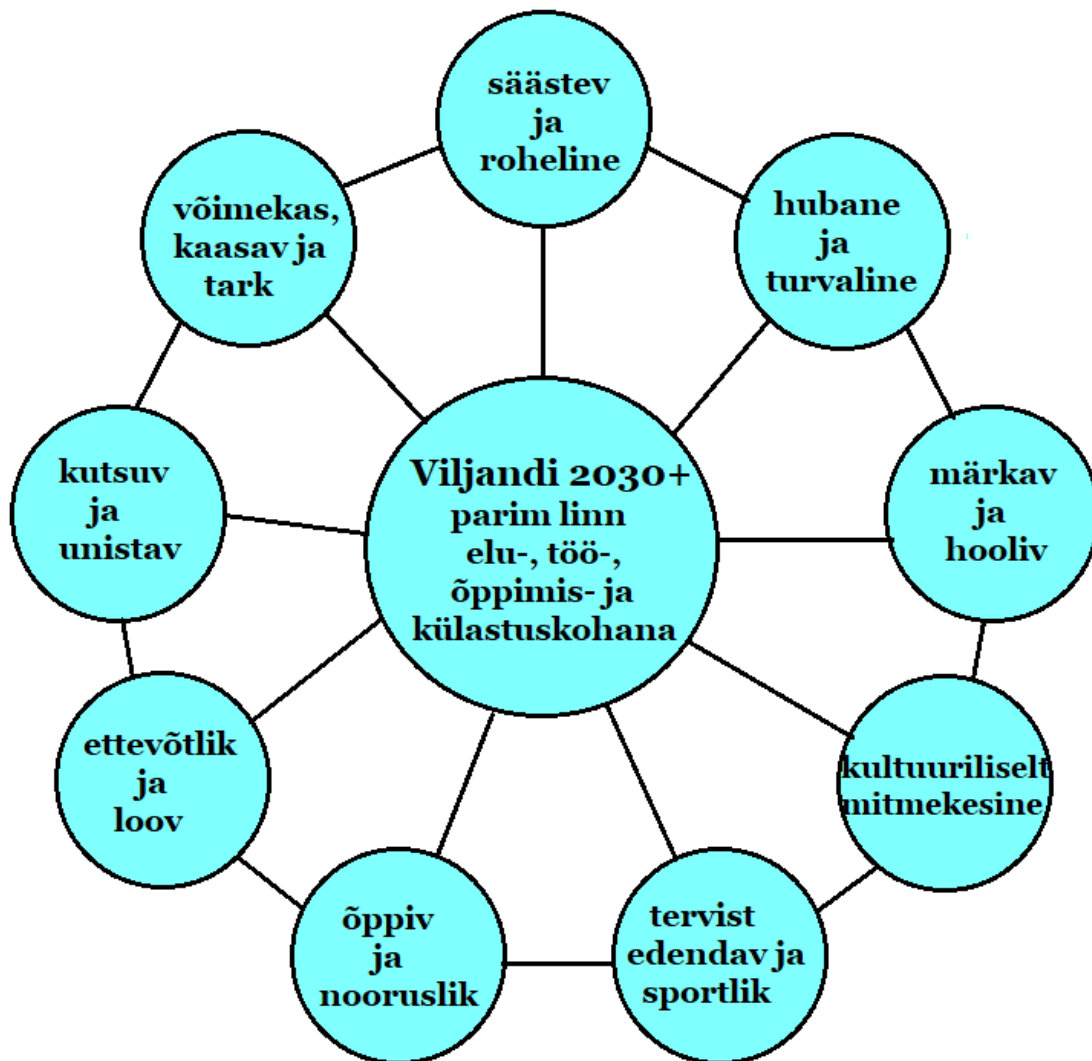 säästev
ja
roheline
hubane
ja
turvaline
märkav
ja
hooliv
kultuuriliselt
mitmekesine
tervist
edendav ja
sportlik
õppiv
ja
nooruslik
ettevõtlik
ja
loov
kutsuv
ja
unistav
võimekas,
kaasav ja
tark
Viljandi 2030+
parim linn
elu-, töö-,
õppimis- ja
külastuskohana